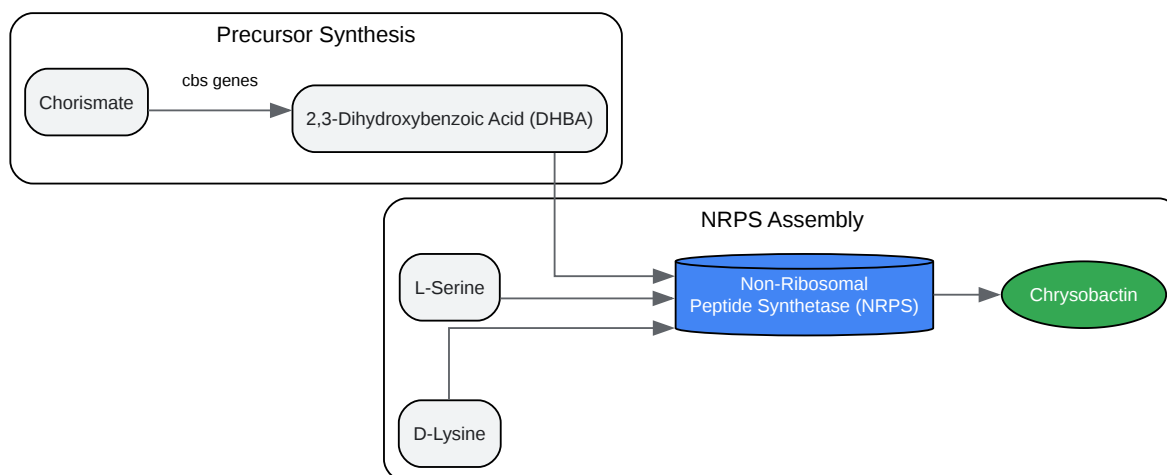 Precursor Synthesis
cbs genes
Chorismate
2,3-Dihydroxybenzoic Acid (DHBA)
NRPS Assembly
L-Serine
Non-Ribosomal
Peptide Synthetase (NRPS)
Chrysobactin
D-Lysine